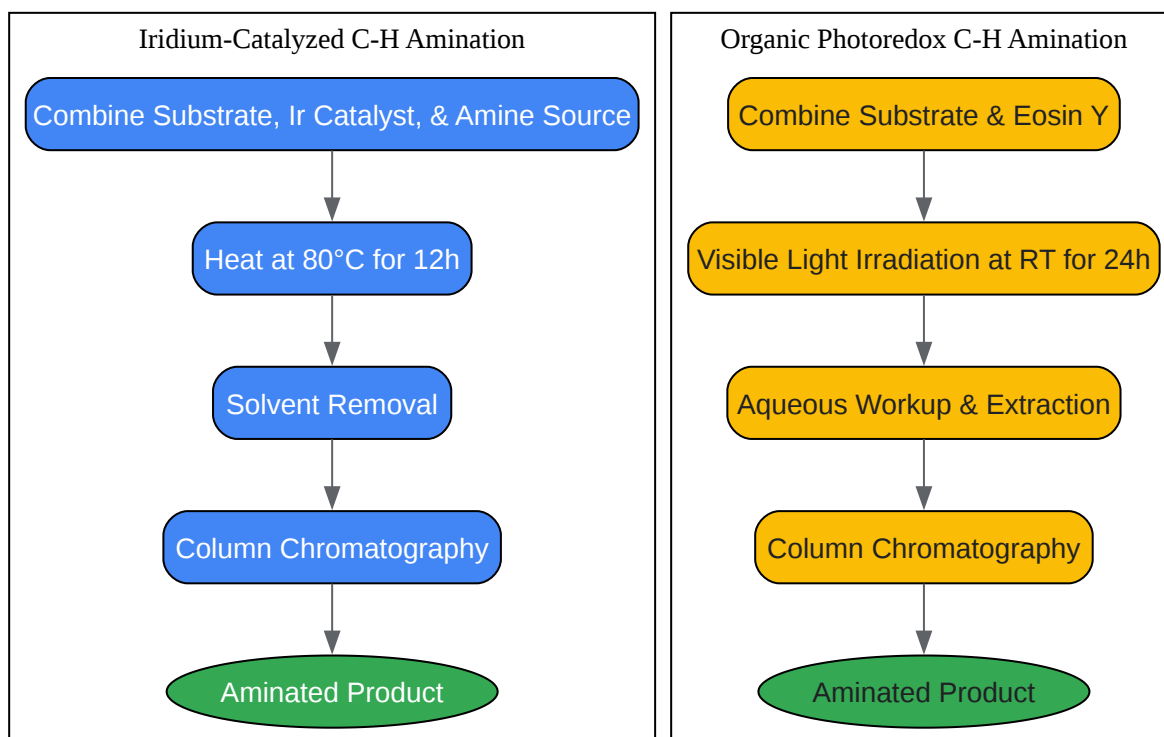 Iridium-Catalyzed C-H Amination
Combine Substrate, Ir Catalyst, & Amine Source
Heat at 80°C for 12h
Solvent Removal
Column Chromatography
Aminated Product
Organic Photoredox C-H Amination
Combine Substrate & Eosin Y
Visible Light Irradiation at RT for 24h
Aqueous Workup & Extraction
Column Chromatography
Aminated Product